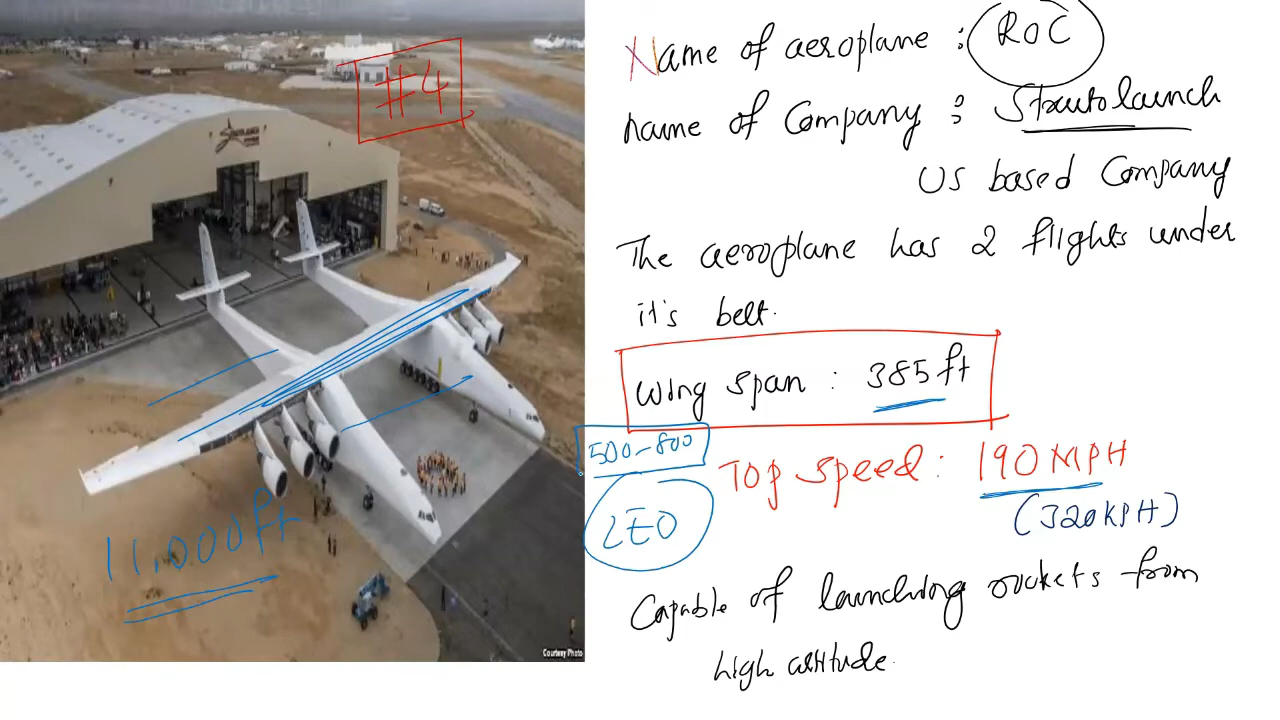 #4
11,000ft
Courtesy Photo
Name of aeroplane : ROC
name of Company : Stratolaunch
US based Company
The aeroplane has 2 flights under
it's belt.
Wing span : 385ft
500-800
LEO
Top speed : 190 MPH
(320KPH)
Capable of launching rockets from
high altitude.